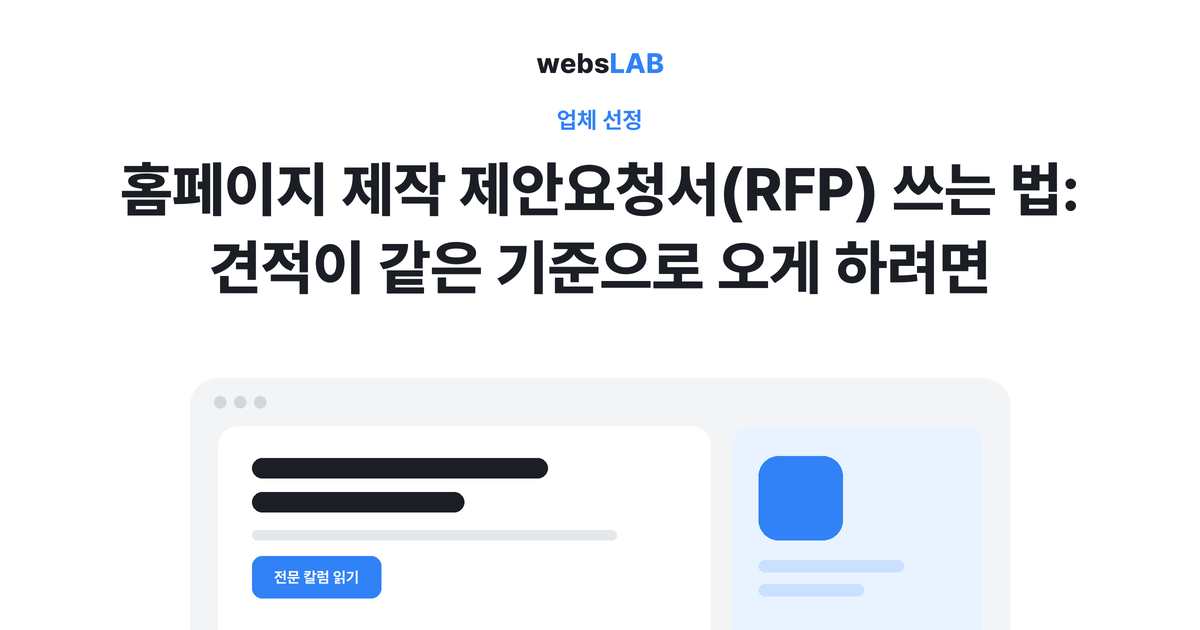 websLAB
업체 선정
홈페이지 제작 제안요청서(RFP) 쓰는 법:
견적이 같은 기준으로 오게 하려면
전문 칼럼 읽기